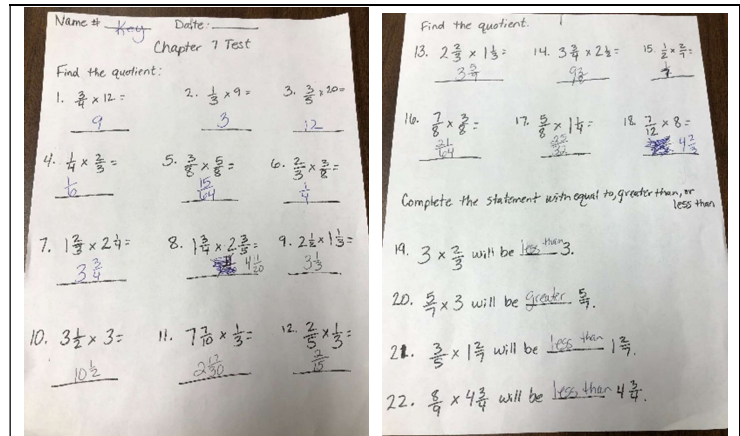 Name # Key Date:
Chapter 7 Test
Find the quotient:
1. 3/4 x 12 = 2. 1/3 x 9 = 3. 3/5 x 20=
9 3 12
4. 1/4 x 2/3 = 5. 3/8 x 5/8 = 6. 2/3 x 3/8 =
1/6 15/64 1/4
7. 1 2/3 x 2 1/4 = 8. 1 3/4 x 2 3/5 = 9. 2 1/2 x 1 1/3 =
3 3/4 4 11/20 3 1/3
10. 3 1/2 x 3= 11. 7 7/10 x 1/3= 12. 2/5 x 1/3=
10 1/2 2 17/30 2/15
Find the quotient.
13. 2 2/3 x 1 1/3= 14. 3 3/4 x 2 1/2= 15. 1/2 x 2/7=
3 5/9 9 3/8 1/7
16. 7/8 x 3/8 = 17. 5/8 x 1 1/4= 18. 7/12 x 8=
21/64 25/32 4 2/3
Complete the statement with equal to, greater than, or
less than
19. 3 x 2/3 will be less than 3.
20. 5/7 x 3 will be greater 5/7.
21. 3/5 x 1 2/7 will be less than 1 2/7.
22. 8/9 x 4 3/4 will be less than 4 3/4.